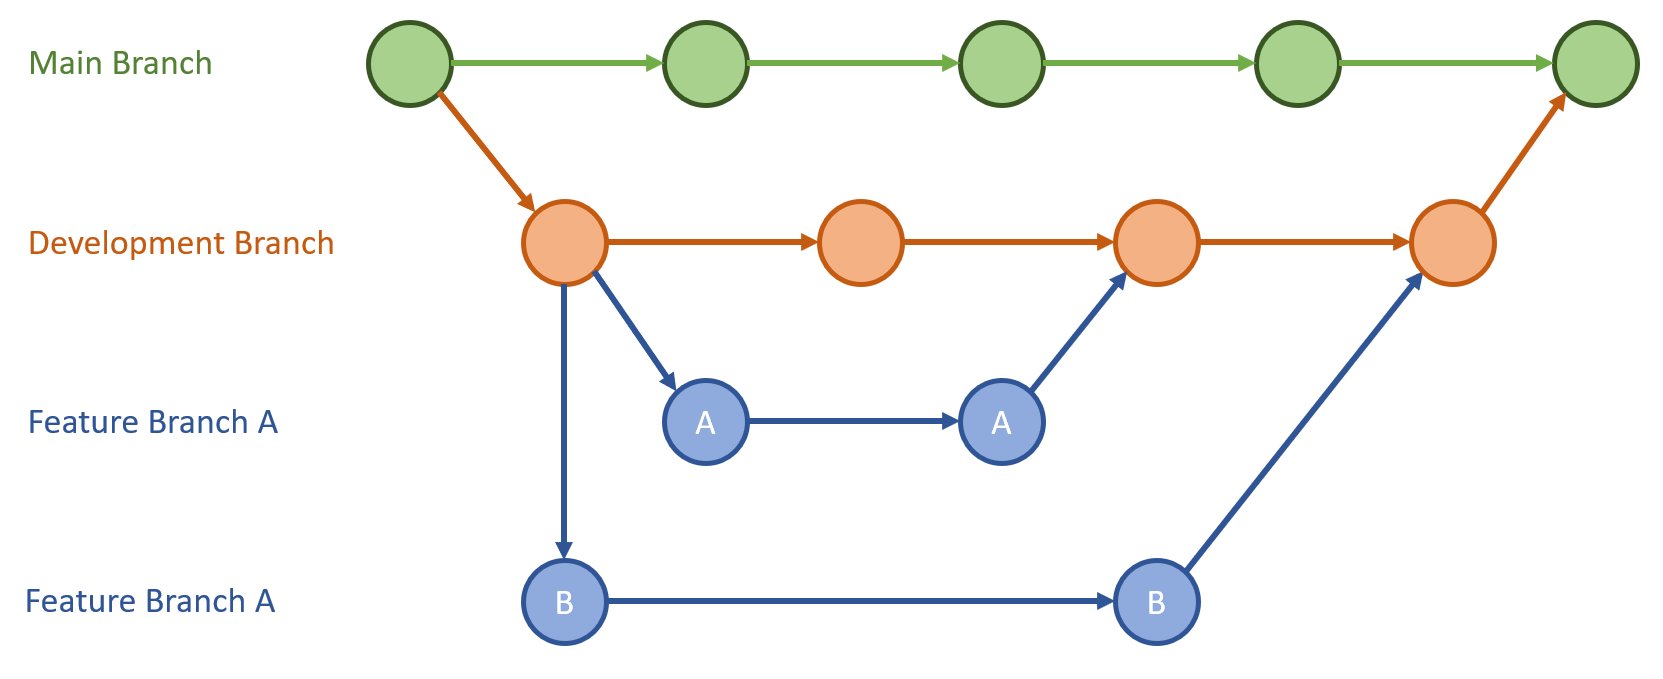 Main Branch
Development Branch
Feature Branch A
A A
Feature Branch A
B B